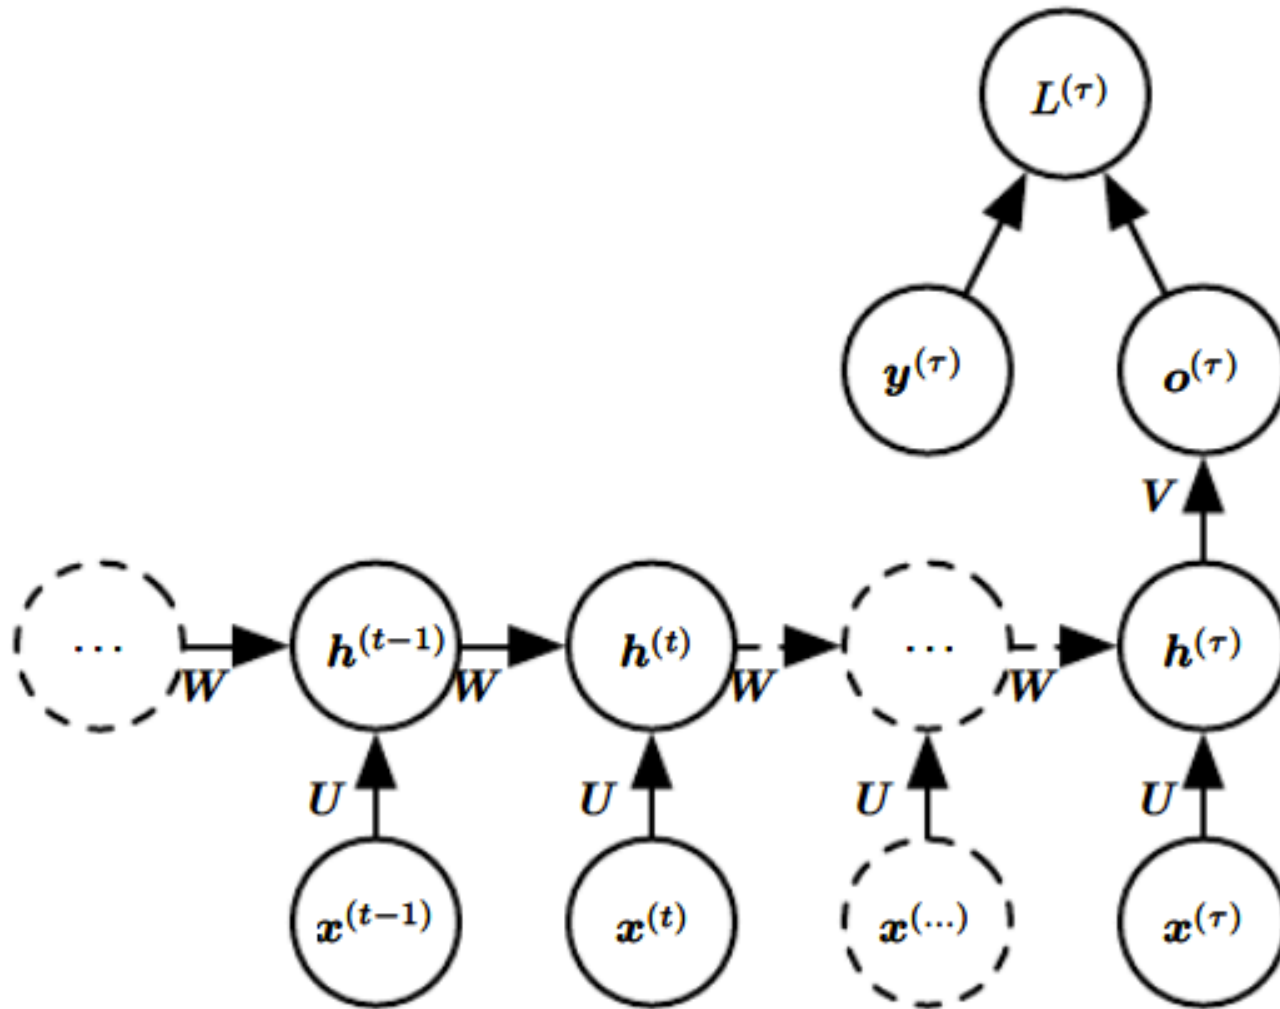 L^(τ)
y^(τ) o^(τ)
V
... h^(t−1) h^(t) ... h^(τ)
W W W W
U U U U
x^(t−1) x^(t) x^(...) x^(τ)